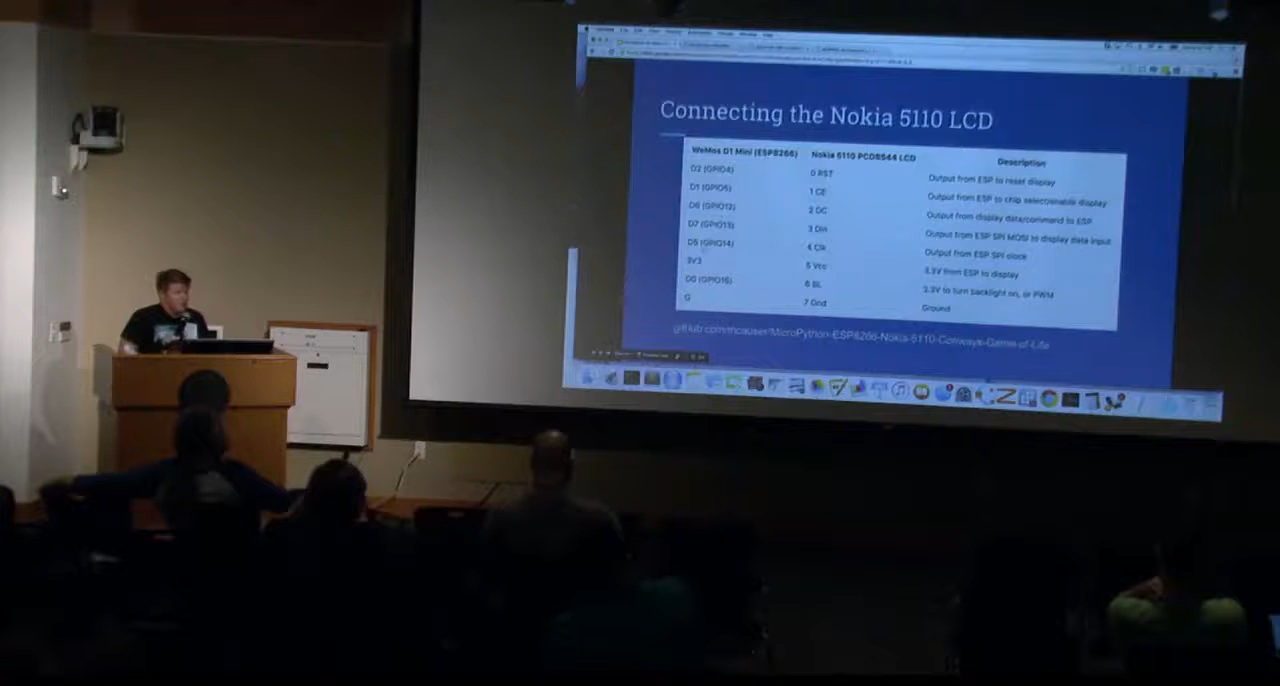 Connecting the Nokia 5110 LCD
WeMos D1 Mini (ESP8266) Nokia 5110 PCD8544 LCD Description
D2 (GPIO4) 0 RST Output from ESP to reset display
D1 (GPIO5) 1 CE Output from ESP to chip select/enable display
D6 (GPIO12) 2 DC Output from display data/command to ESP
D7 (GPIO13) 3 Din Output from ESP SPI MOSI to display data input
D5 (GPIO14) 4 Clk Output from ESP SPI clock
3V3 5 Vcc 3.3V from ESP to display
D0 (GPIO16) 6 BL 3.3V to turn backlight on, or PWM
G 7 Gnd Ground
github.com/mcauser/MicroPython-ESP8266-Nokia-5110-Conways-Game-of-Life